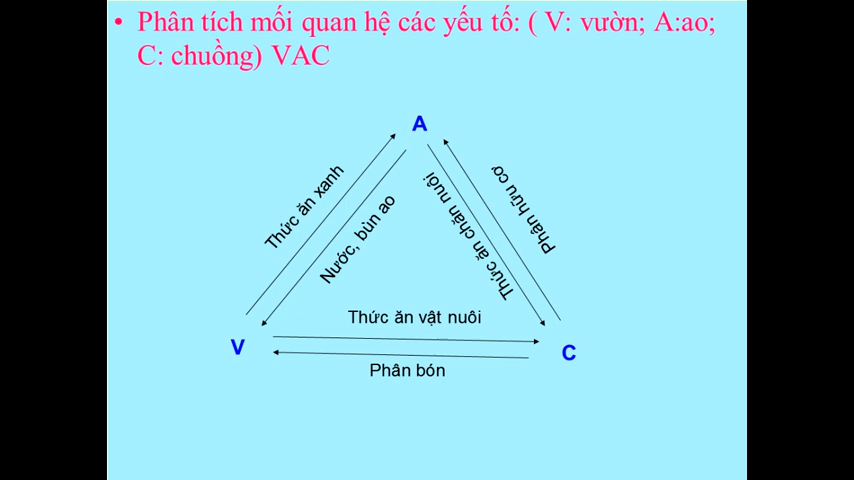 • Phân tích mối quan hệ các yếu tố: ( V: vườn; A:ao;
C: chuồng) VAC
A
Thức ăn xanh
Nước, bùn ao
Thức ăn chăn nuôi
Phân hữu cơ
Thức ăn vật nuôi
V
C
Phân bón